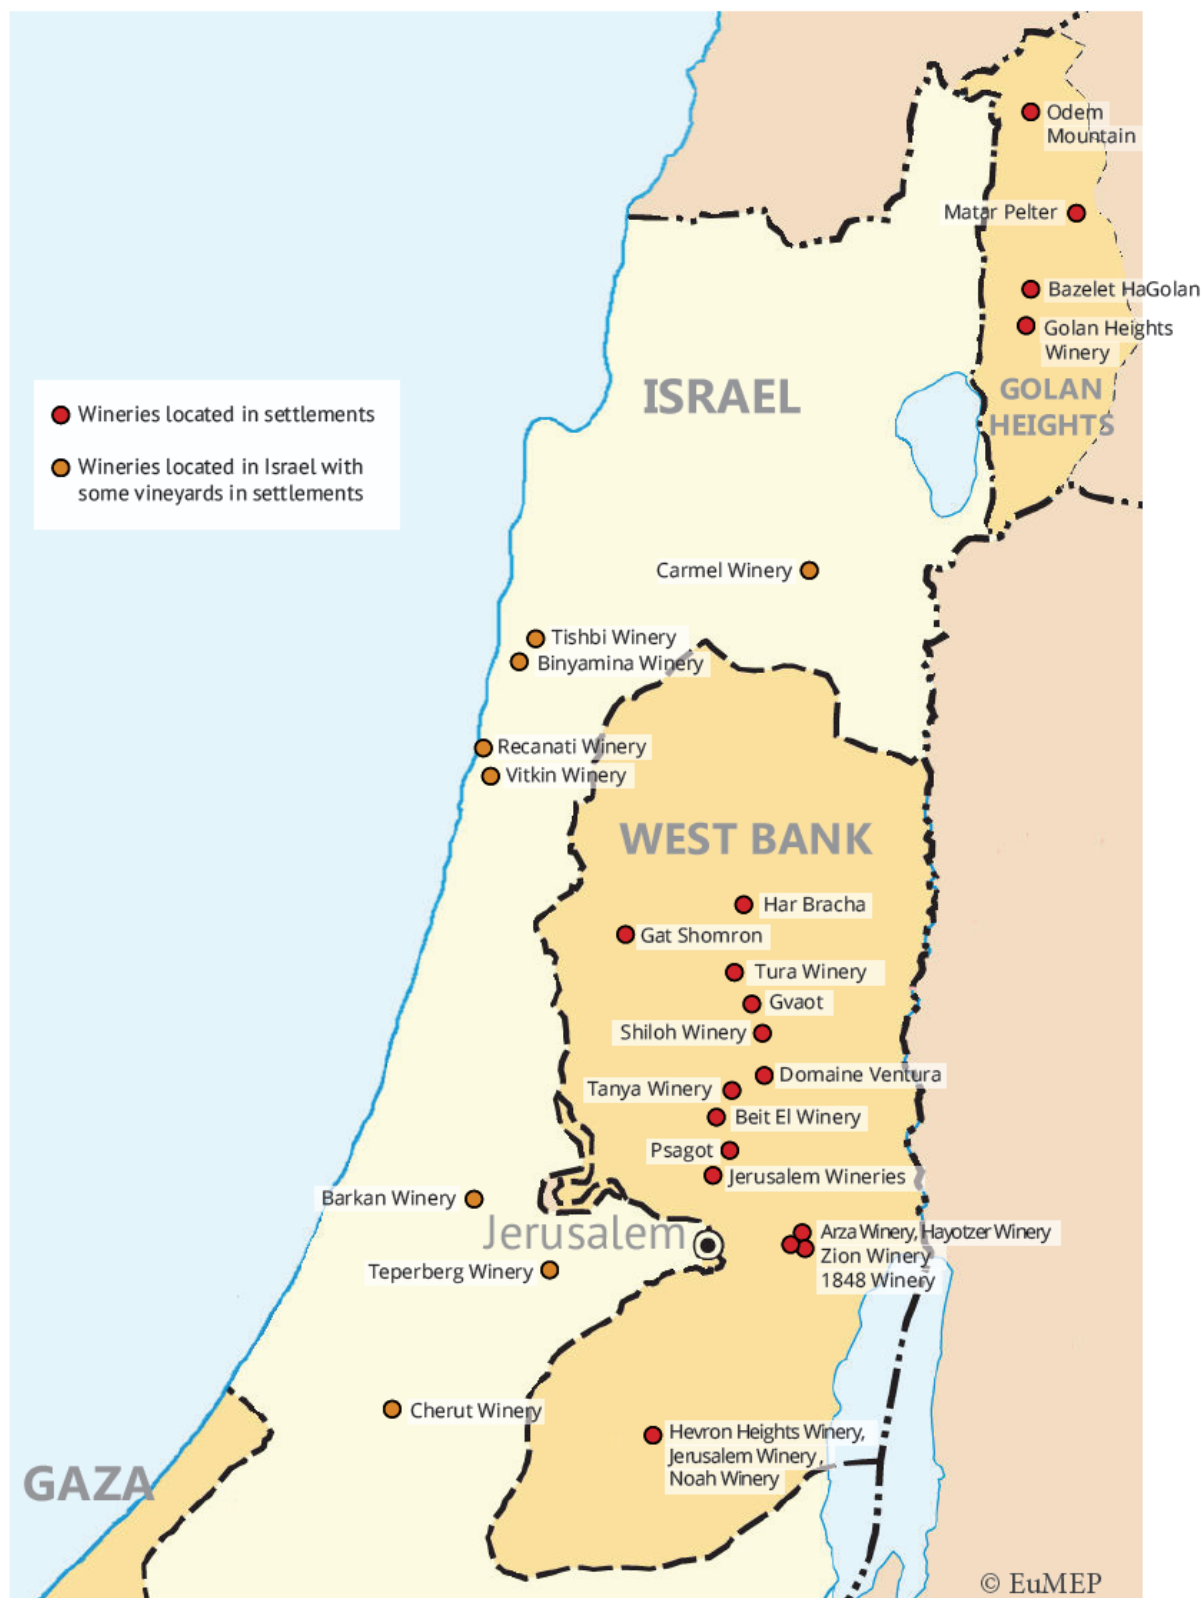 Odem
Mountain
Matar Pelter
Bazelet HaGolan
Golan Heights
Winery
ISRAEL
GOLAN
HEIGHTS
Wineries located in settlements
Wineries located in Israel with
some vineyards in settlements
Carmel Winery
Tishbi Winery
Binyamina Winery
Recanati Winery
Vitkin Winery
WEST BANK
Har Bracha
Gat Shomron
Tura Winery
Gvaot
Shiloh Winery
Domaine Ventura
Tanya Winery
Beit El Winery
Psagot
Jerusalem Wineries
Barkan Winery
Jerusalem
Arza Winery, Hayotzer Winery
Zion Winery
1848 Winery
Teperberg Winery
Cherut Winery
Hevron Heights Winery,
Jerusalem Winery,
Noah Winery
GAZA
© EuMEP